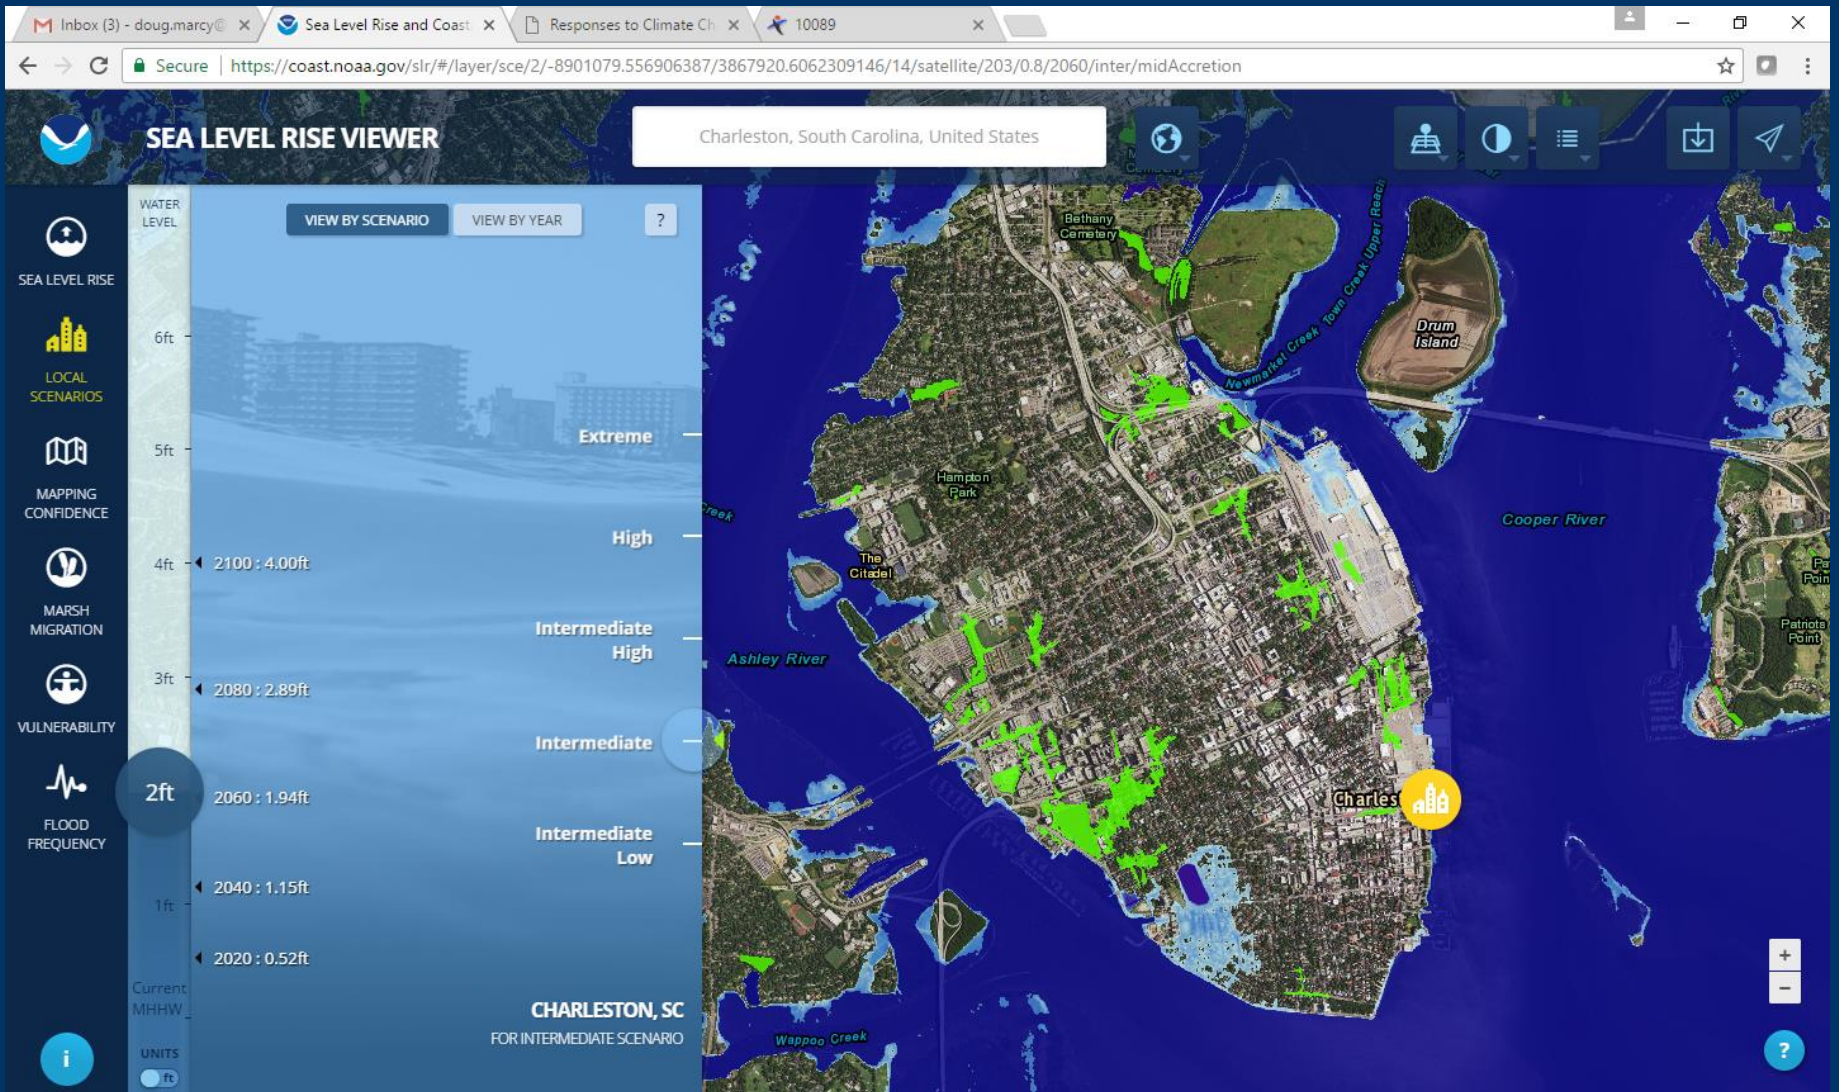 Inbox (3) - doug.marcy@
Sea Level Rise and Coast
Responses to Climate Ch
10089
Secure
https://coast.noaa.gov/slr/#/layer/sce/2/-8901079.556906387/3867920.6062309146/14/satellite/203/0.8/2060/inter/midAccretion
SEA LEVEL RISE VIEWER
Charleston, South Carolina, United States
SEA LEVEL RISE
LOCAL
SCENARIOS
MAPPING
CONFIDENCE
MARSH
MIGRATION
VULNERABILITY
FLOOD
FREQUENCY
i
WATER
LEVEL
6ft
5ft
4ft
3ft
2ft
1ft
Current
MHHW
UNITS
ft
VIEW BY SCENARIO
VIEW BY YEAR
?
2100 : 4.00ft
2080 : 2.89ft
2060 : 1.94ft
2040 : 1.15ft
2020 : 0.52ft
Extreme
High
Intermediate
High
Intermediate
Intermediate
Low
CHARLESTON, SC
FOR INTERMEDIATE SCENARIO
Cemetery
Bethany
Cemetery
Newmarket Creek
Town Creek Upper Reach
Drum
Island
Hampton
Park
Creek
The
Citadel
Cooper River
Ashley River
Patriots
Point
Charles
Wappoo Creek
+
−
?